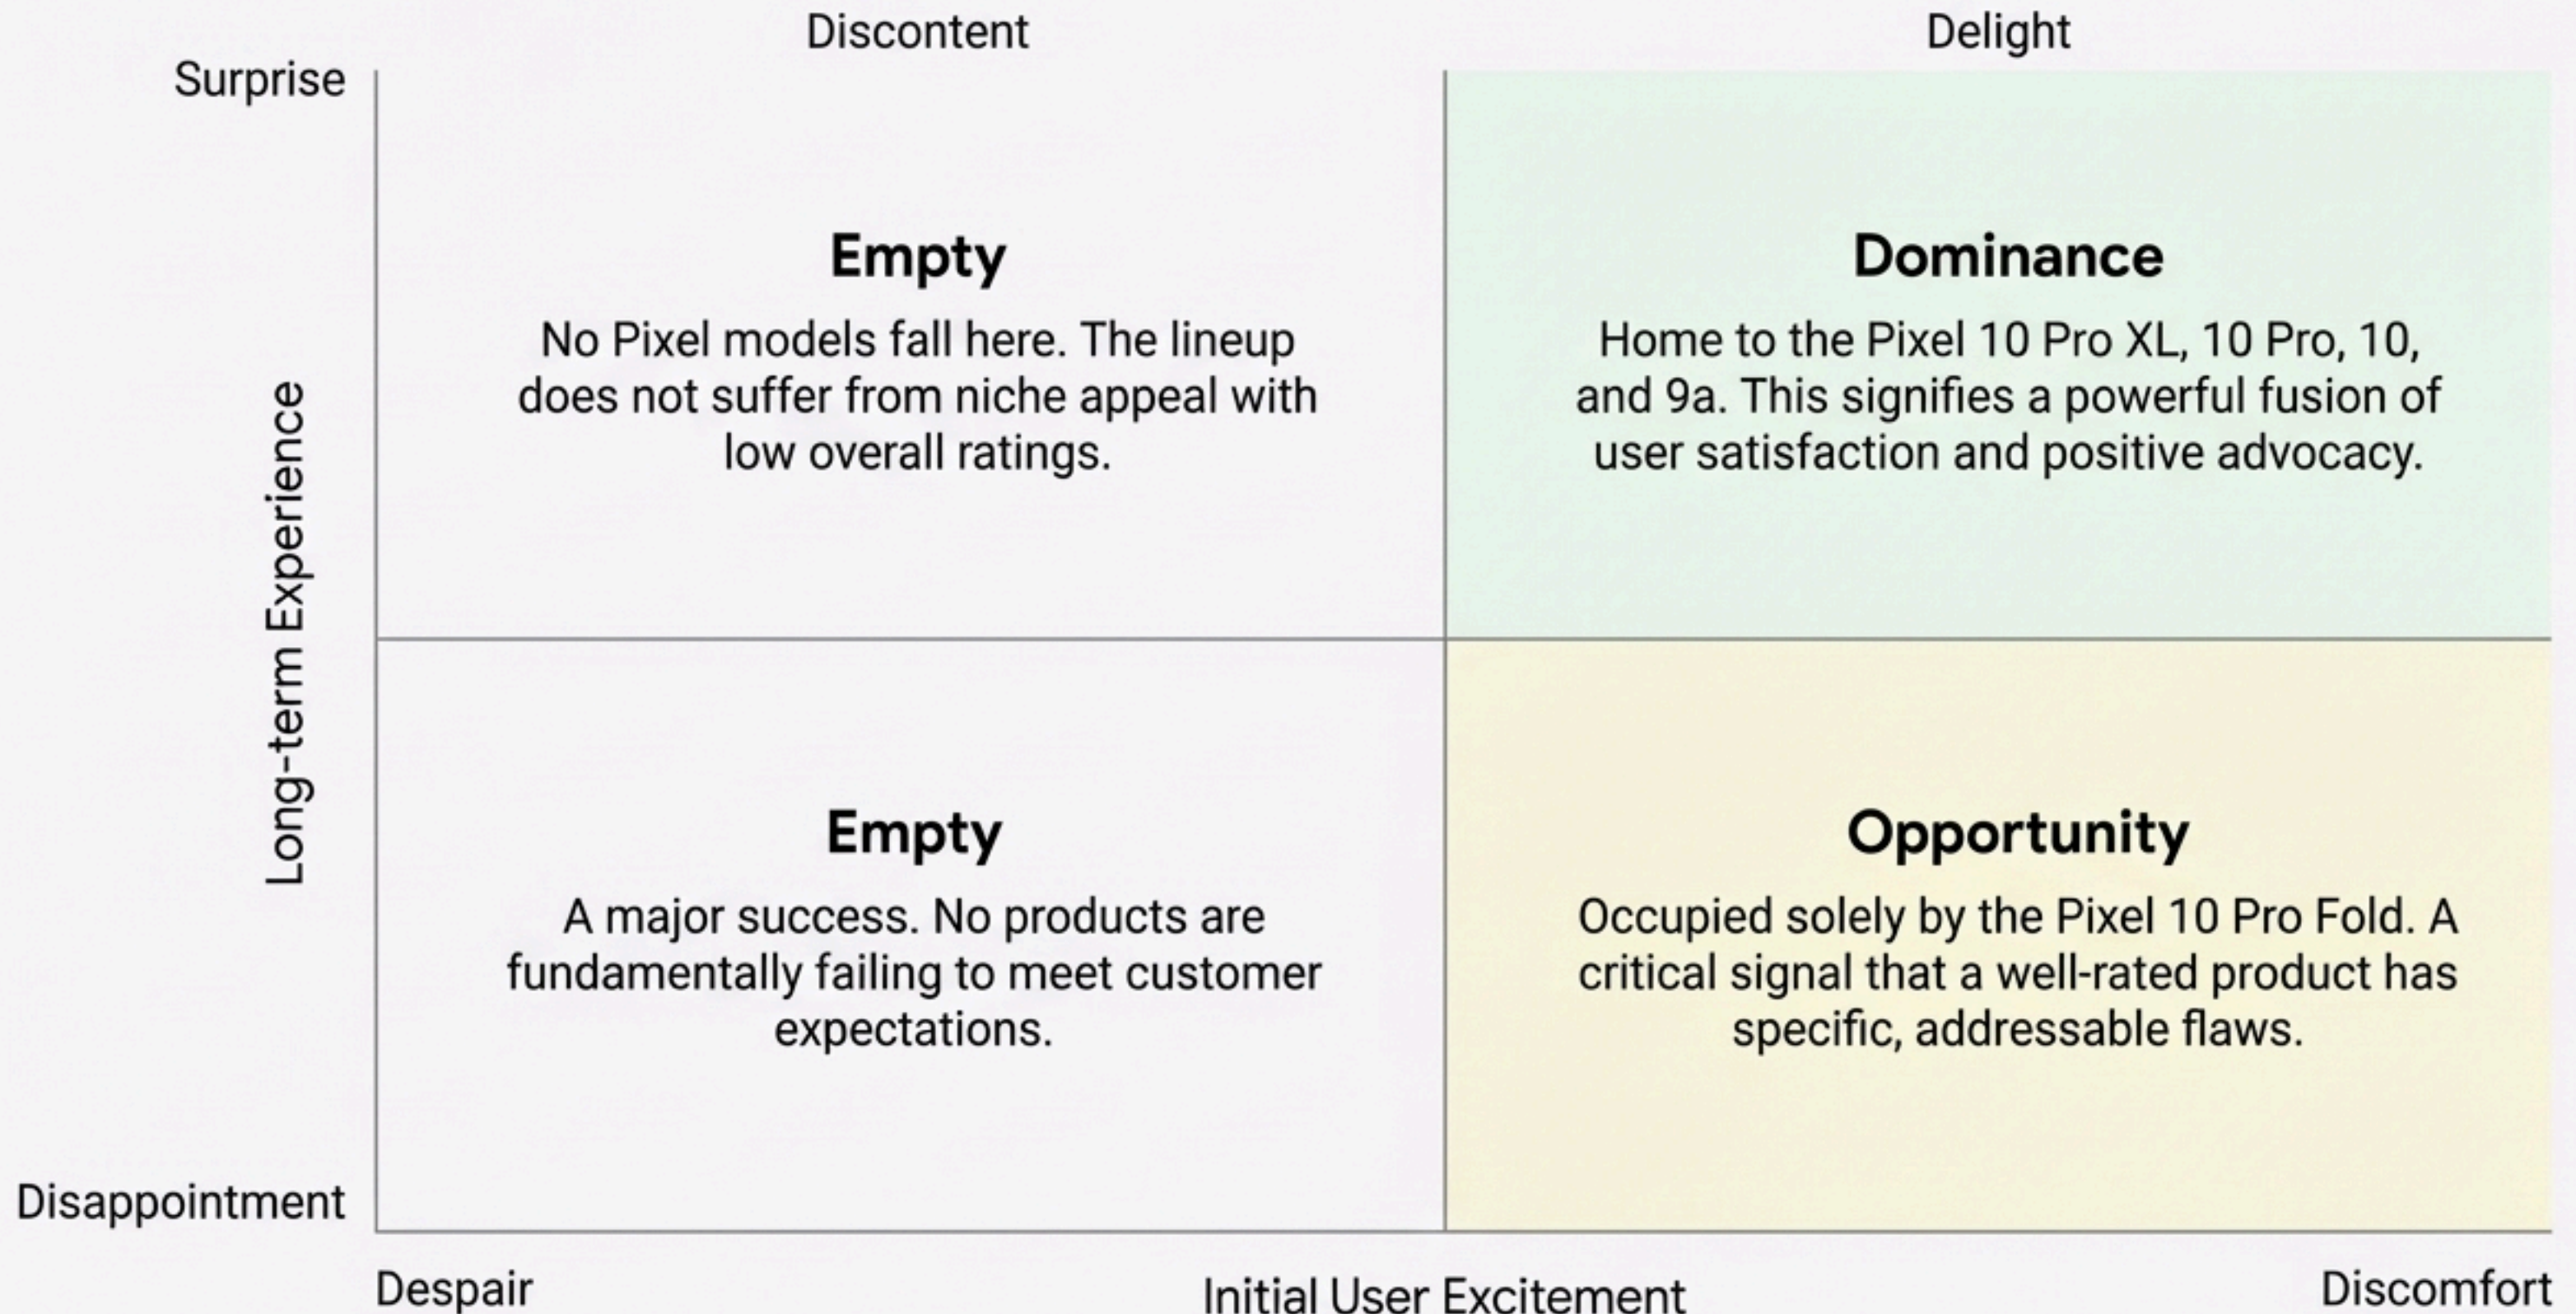 Discontent
Delight
Surprise
Empty
No Pixel models fall here. The lineup
does not suffer from niche appeal with
low overall ratings.
Dominance
Home to the Pixel 10 Pro XL, 10 Pro, 10,
and 9a. This signifies a powerful fusion of
user satisfaction and positive advocacy.
Long-term Experience
Empty
A major success. No products are
fundamentally failing to meet customer
expectations.
Opportunity
Occupied solely by the Pixel 10 Pro Fold. A
critical signal that a well-rated product has
specific, addressable flaws.
Disappointment
Despair
Initial User Excitement
Discomfort